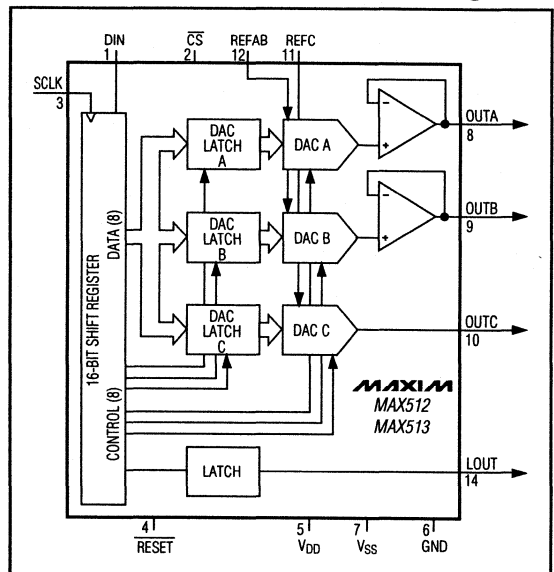 DIN
1
CS
2
REFAB
12
REFC
11
SCLK
3
16-BIT SHIFT REGISTER
DATA (8)
CONTROL (8)
DAC
LATCH
A
DAC A
OUTA
8
DAC
LATCH
B
DAC B
OUTB
9
DAC
LATCH
C
DAC C
OUTC
10
MAXIM
MAX512
MAX513
LATCH
LOUT
14
4
RESET
5
VDD
7
VSS
6
GND